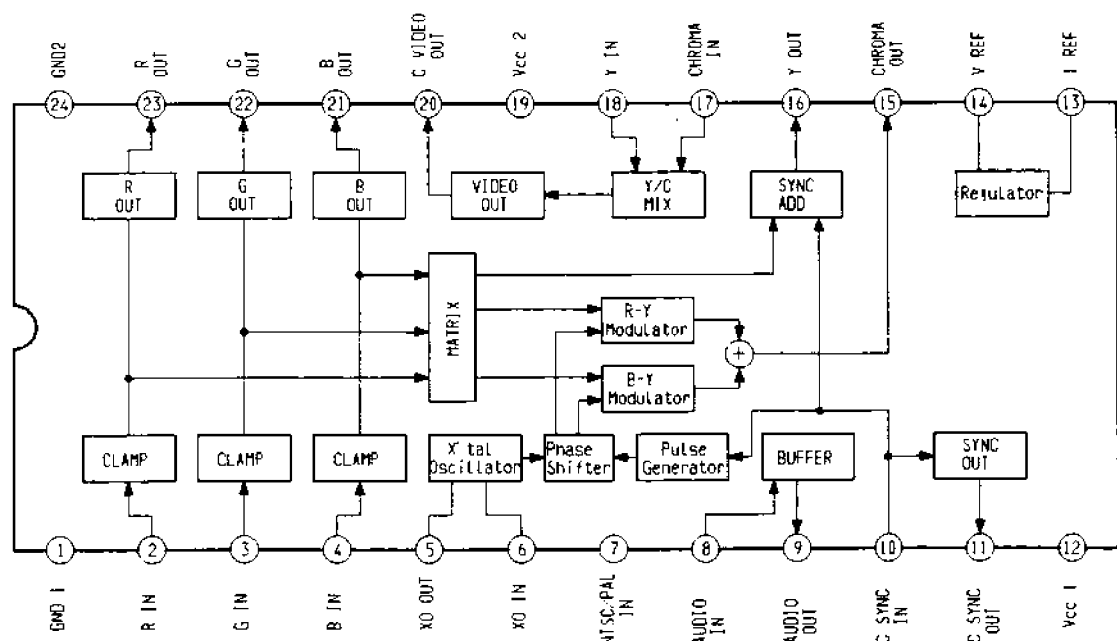 GND2
R OUT
G OUT
B OUT
C VIDEO OUT
Vcc 2
Y IN
CHROMA IN
Y OUT
CHROMA OUT
V REF
I REF
24
23
22
21
20
19
18
17
16
15
14
13
R OUT
G OUT
B OUT
VIDEO OUT
Y/C MIX
SYNC ADD
Regulator
MATRIX
R-Y Modulator
+
B-Y Modulator
CLAMP
CLAMP
CLAMP
X'tal Oscillator
Phase Shifter
Pulse Generator
BUFFER
SYNC OUT
1
2
3
4
5
6
7
8
9
10
11
12
GND 1
R IN
G IN
B IN
XO OUT
XO IN
NTSC/PAL IN
AUDIO IN
AUDIO OUT
C SYNC IN
C SYNC OUT
Vcc 1